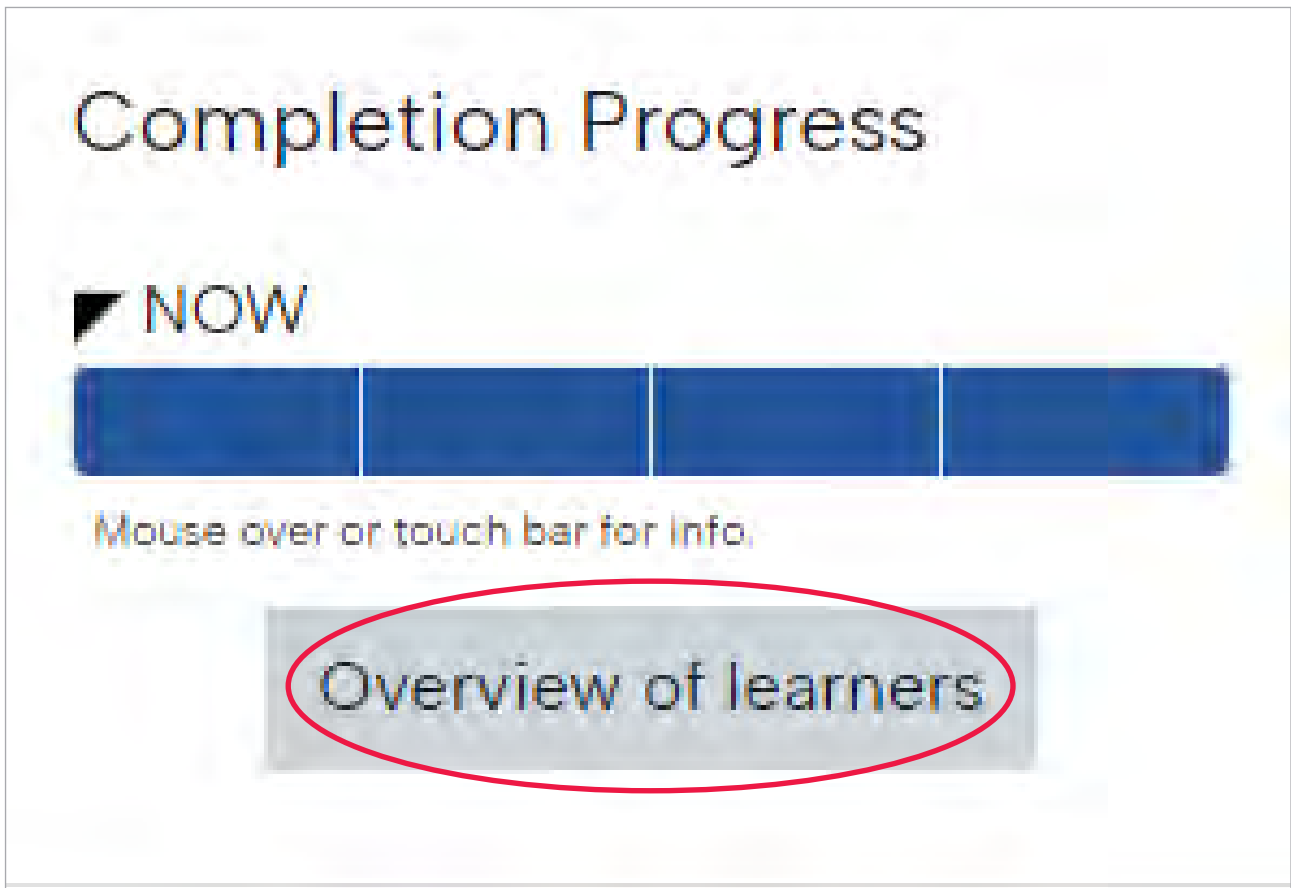 Completion Progress
NOW
Mouse over or touch bar for info.
Overview of learners